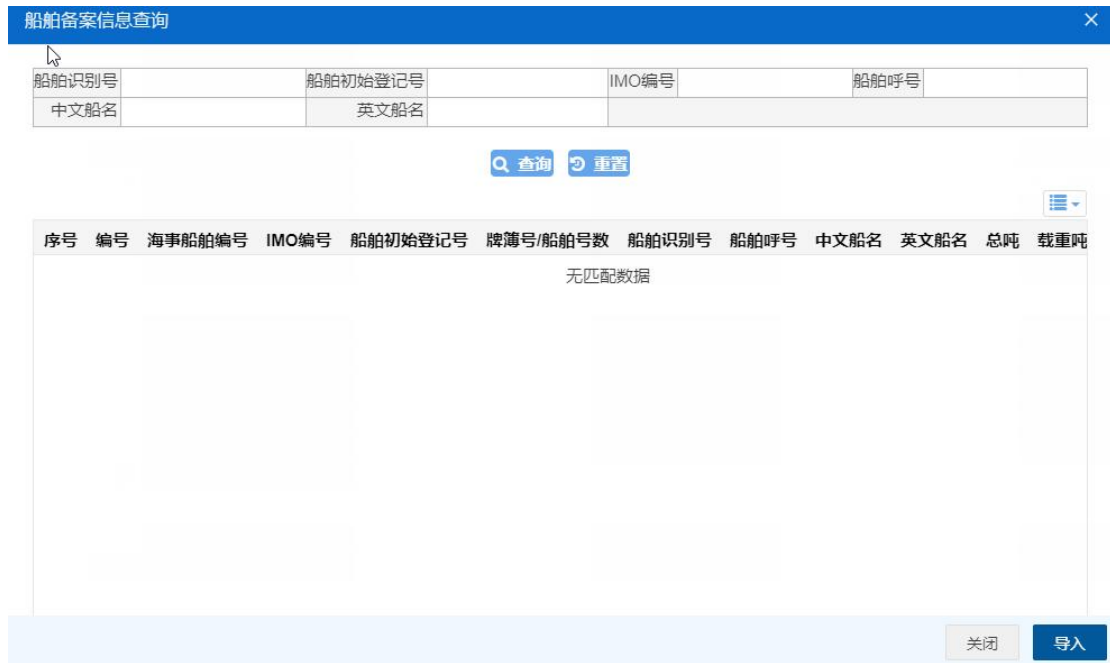 船舶备案信息查询
船舶识别号 船舶初始登记号 IMO编号 船舶呼号
中文船名 英文船名
查询 重置
序号 编号 海事船舶编号 IMO编号 船舶初始登记号 牌簿号/船舶号数 船舶识别号 船舶呼号 中文船名 英文船名 总吨 载重吨
无匹配数据
关闭 导入